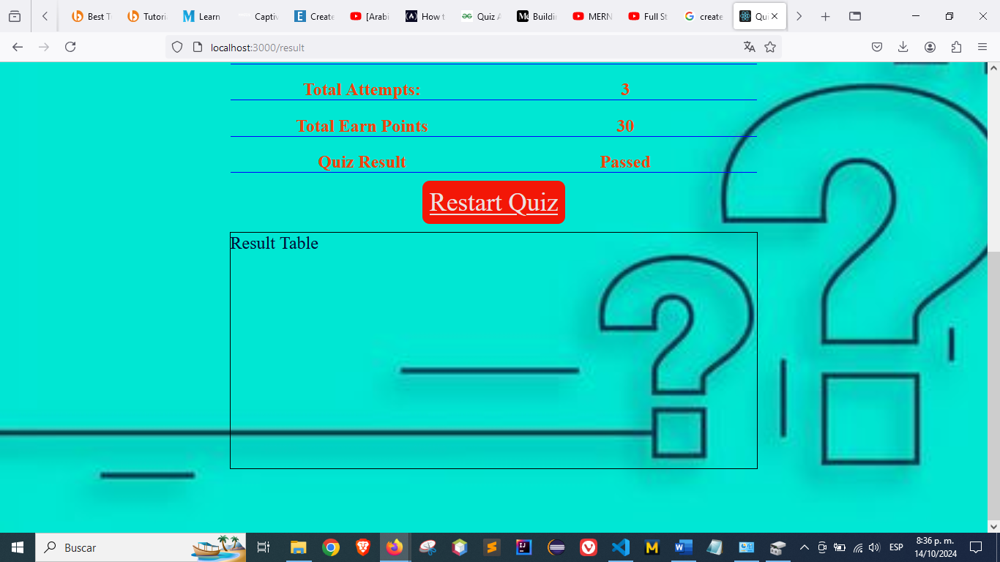 Best T
Tutori
Learn
Captiv
Create
[Arabi
How t
Quiz A
Buildi
MERN
Full St
create
Qui
localhost:3000/result
Total Attempts: 3
Total Earn Points 30
Quiz Result Passed
Restart Quiz
Result Table
Buscar
ESP
8:36 p. m.
14/10/2024